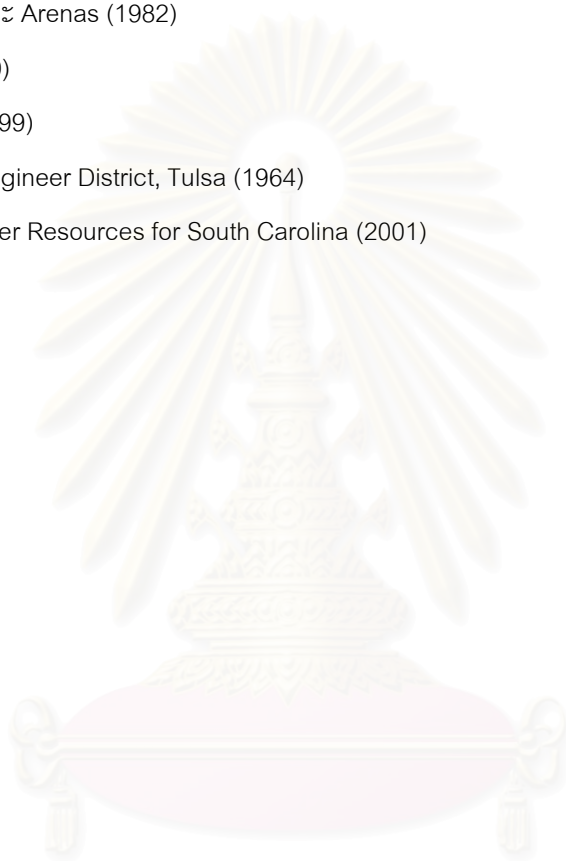 ะ Arenas (1982)
)
99)
gineer District, Tulsa (1964)
er Resources for South Carolina (2001)